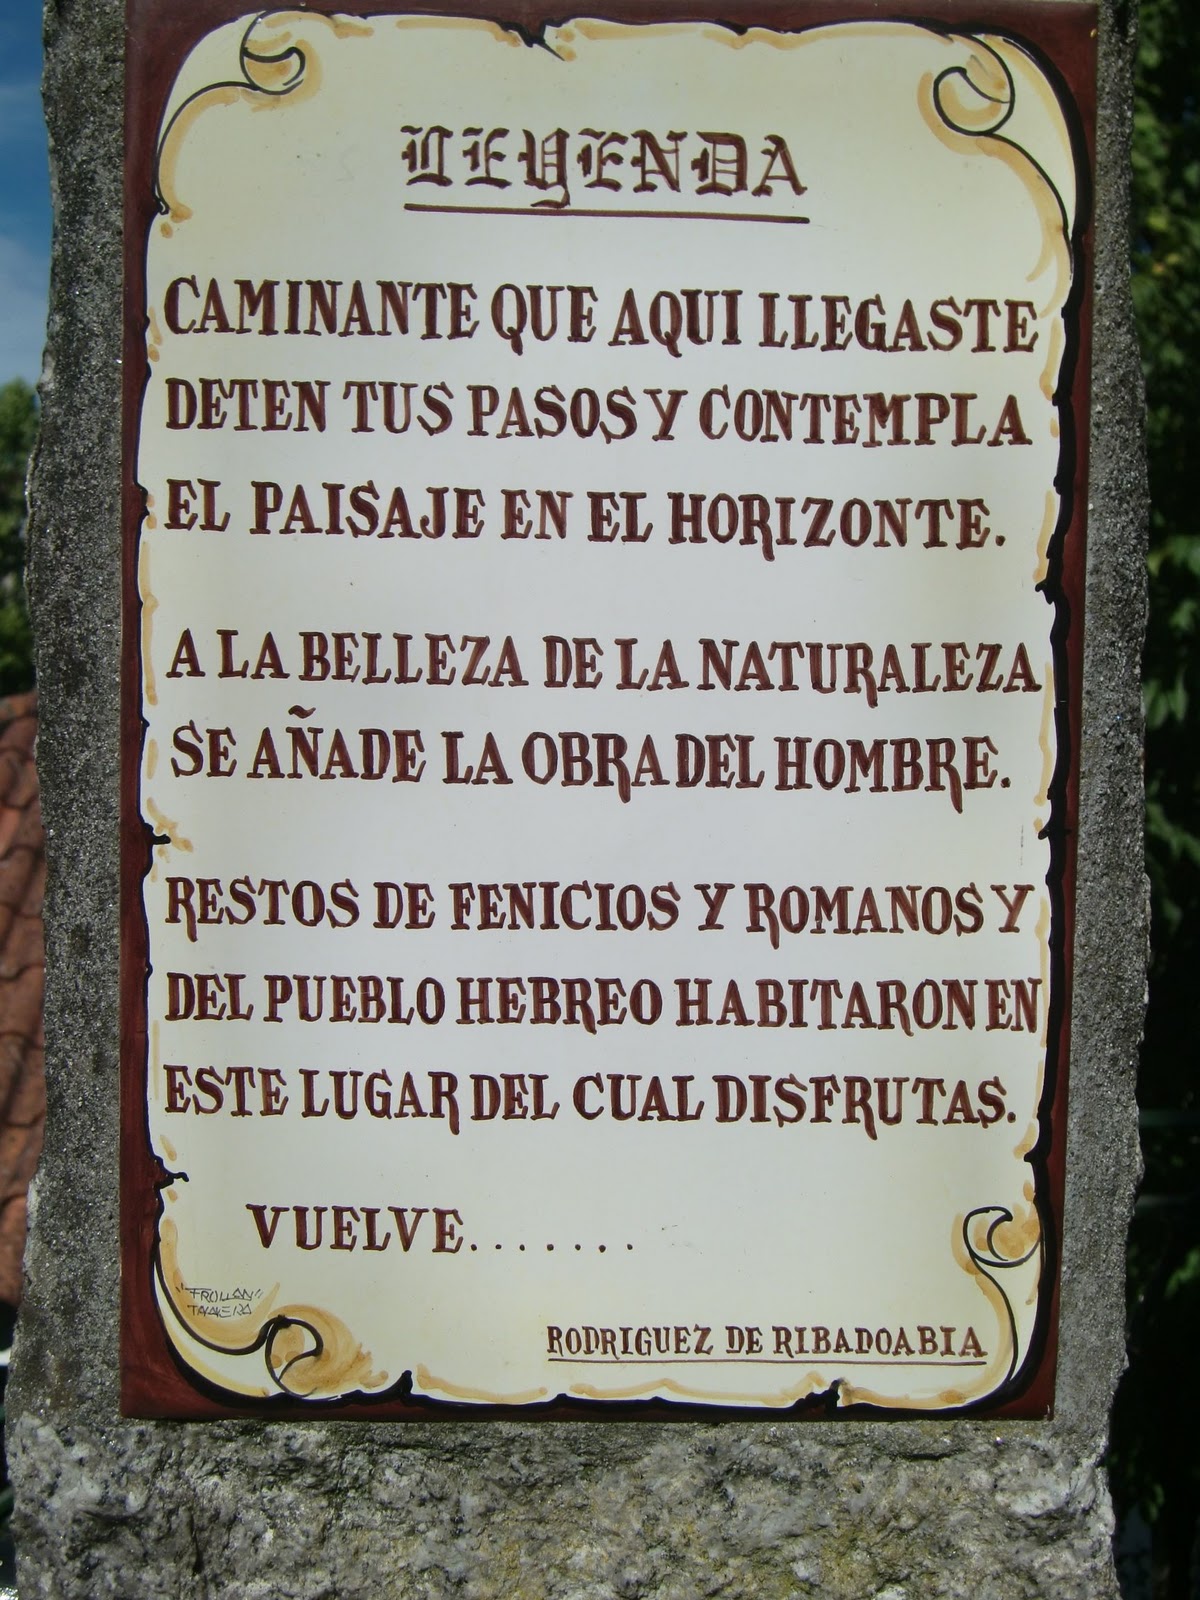 LEYENDA
CAMINANTE QUE AQUI LLEGASTE
DETEN TUS PASOS Y CONTEMPLA
EL PAISAJE EN EL HORIZONTE.
A LA BELLEZA DE LA NATURALEZA
SE AÑADE LA OBRA DEL HOMBRE.
RESTOS DE FENICIOS Y ROMANOS Y
DEL PUEBLO HEBREO HABITARON EN
ESTE LUGAR DEL CUAL DISFRUTAS.
VUELVE.......
"FROILAN"
TALAVERA
RODRIGUEZ DE RIBADOABIA